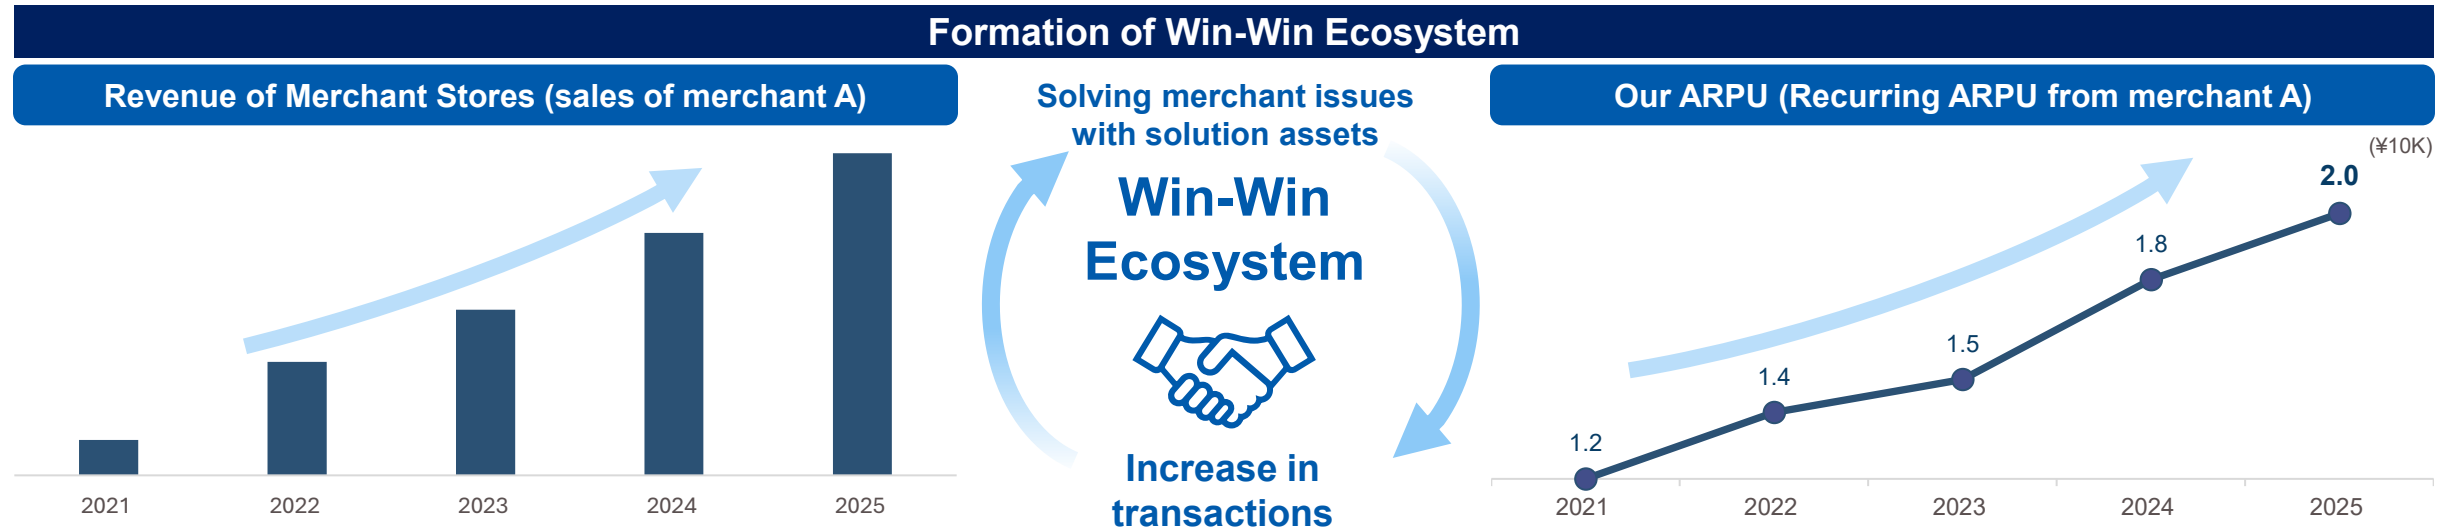 Formation of Win-Win Ecosystem
Revenue of Merchant Stores (sales of merchant A)
2021 2022 2023 2024 2025
Solving merchant issues
with solution assets
Win-Win
Ecosystem
Increase in
transactions
Our ARPU (Recurring ARPU from merchant A)
(¥10K)
1.2 1.4 1.5 1.8 2.0
2021 2022 2023 2024 2025